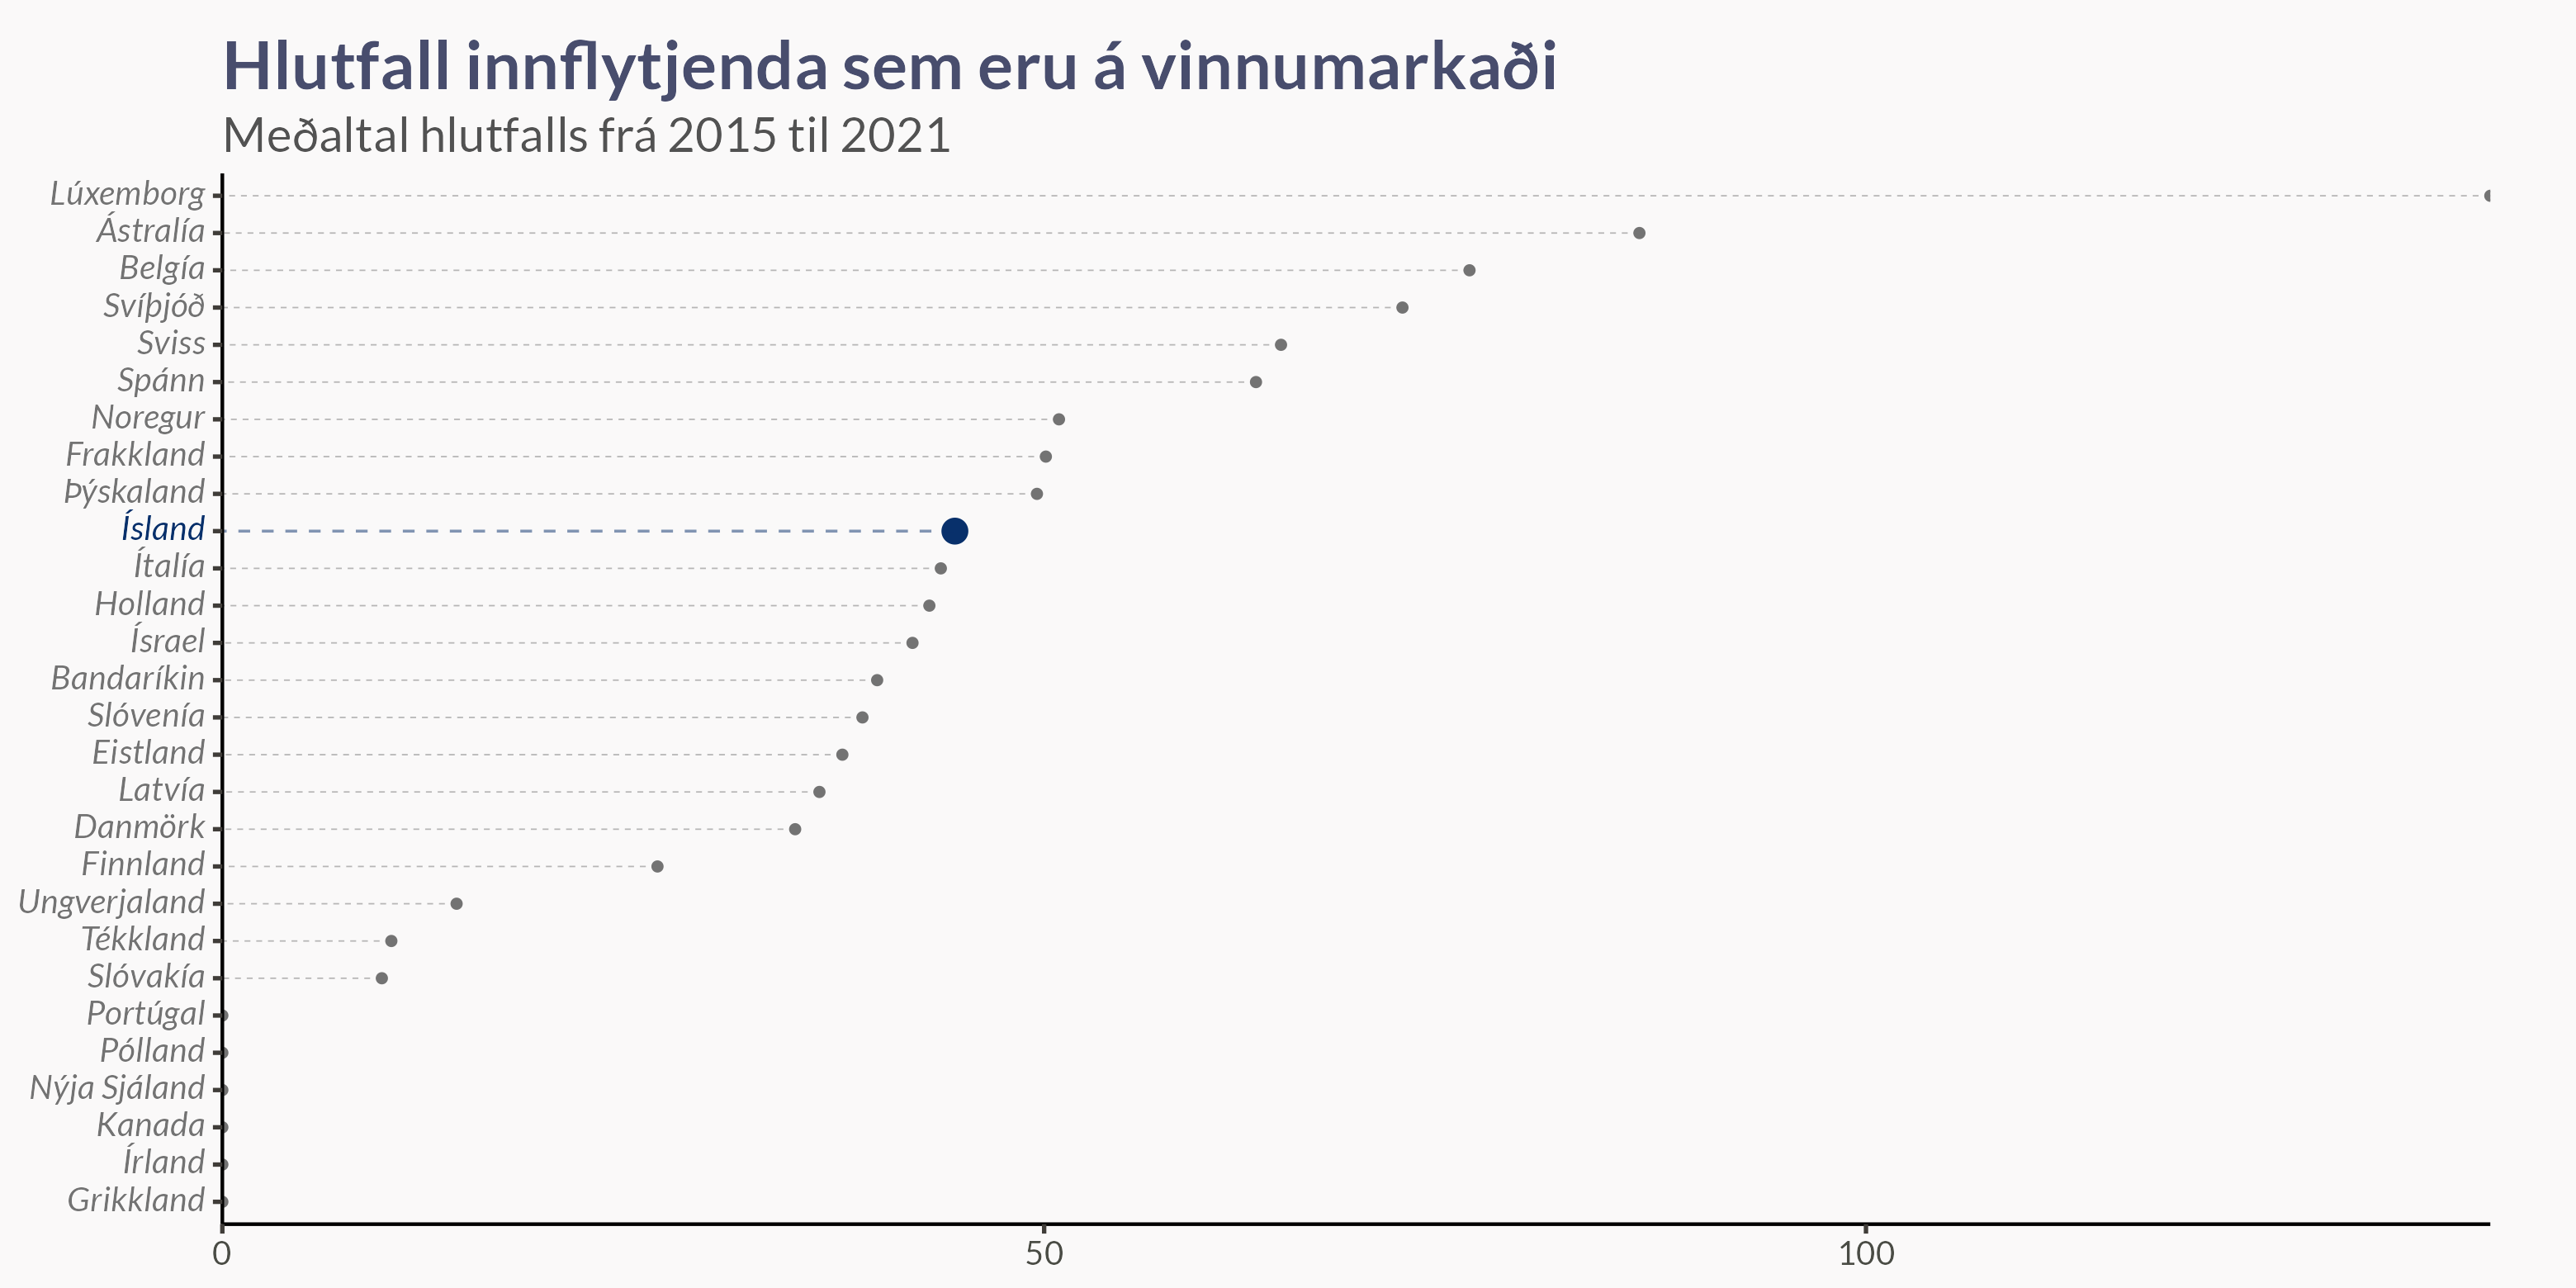 Hlutfall innflytjenda sem eru á vinnumarkaði
Meðaltal hlutfalls frá 2015 til 2021
Lúxemborg
Ástralía
Belgía
Svíþjóð
Sviss
Spánn
Noregur
Frakkland
Þýskaland
Ísland
Ítalía
Holland
Ísrael
Bandaríkin
Slóvenía
Eistland
Latvía
Danmörk
Finnland
Ungverjaland
Tékkland
Slóvakía
Portúgal
Pólland
Nýja Sjáland
Kanada
Írland
Grikkland
0 50 100